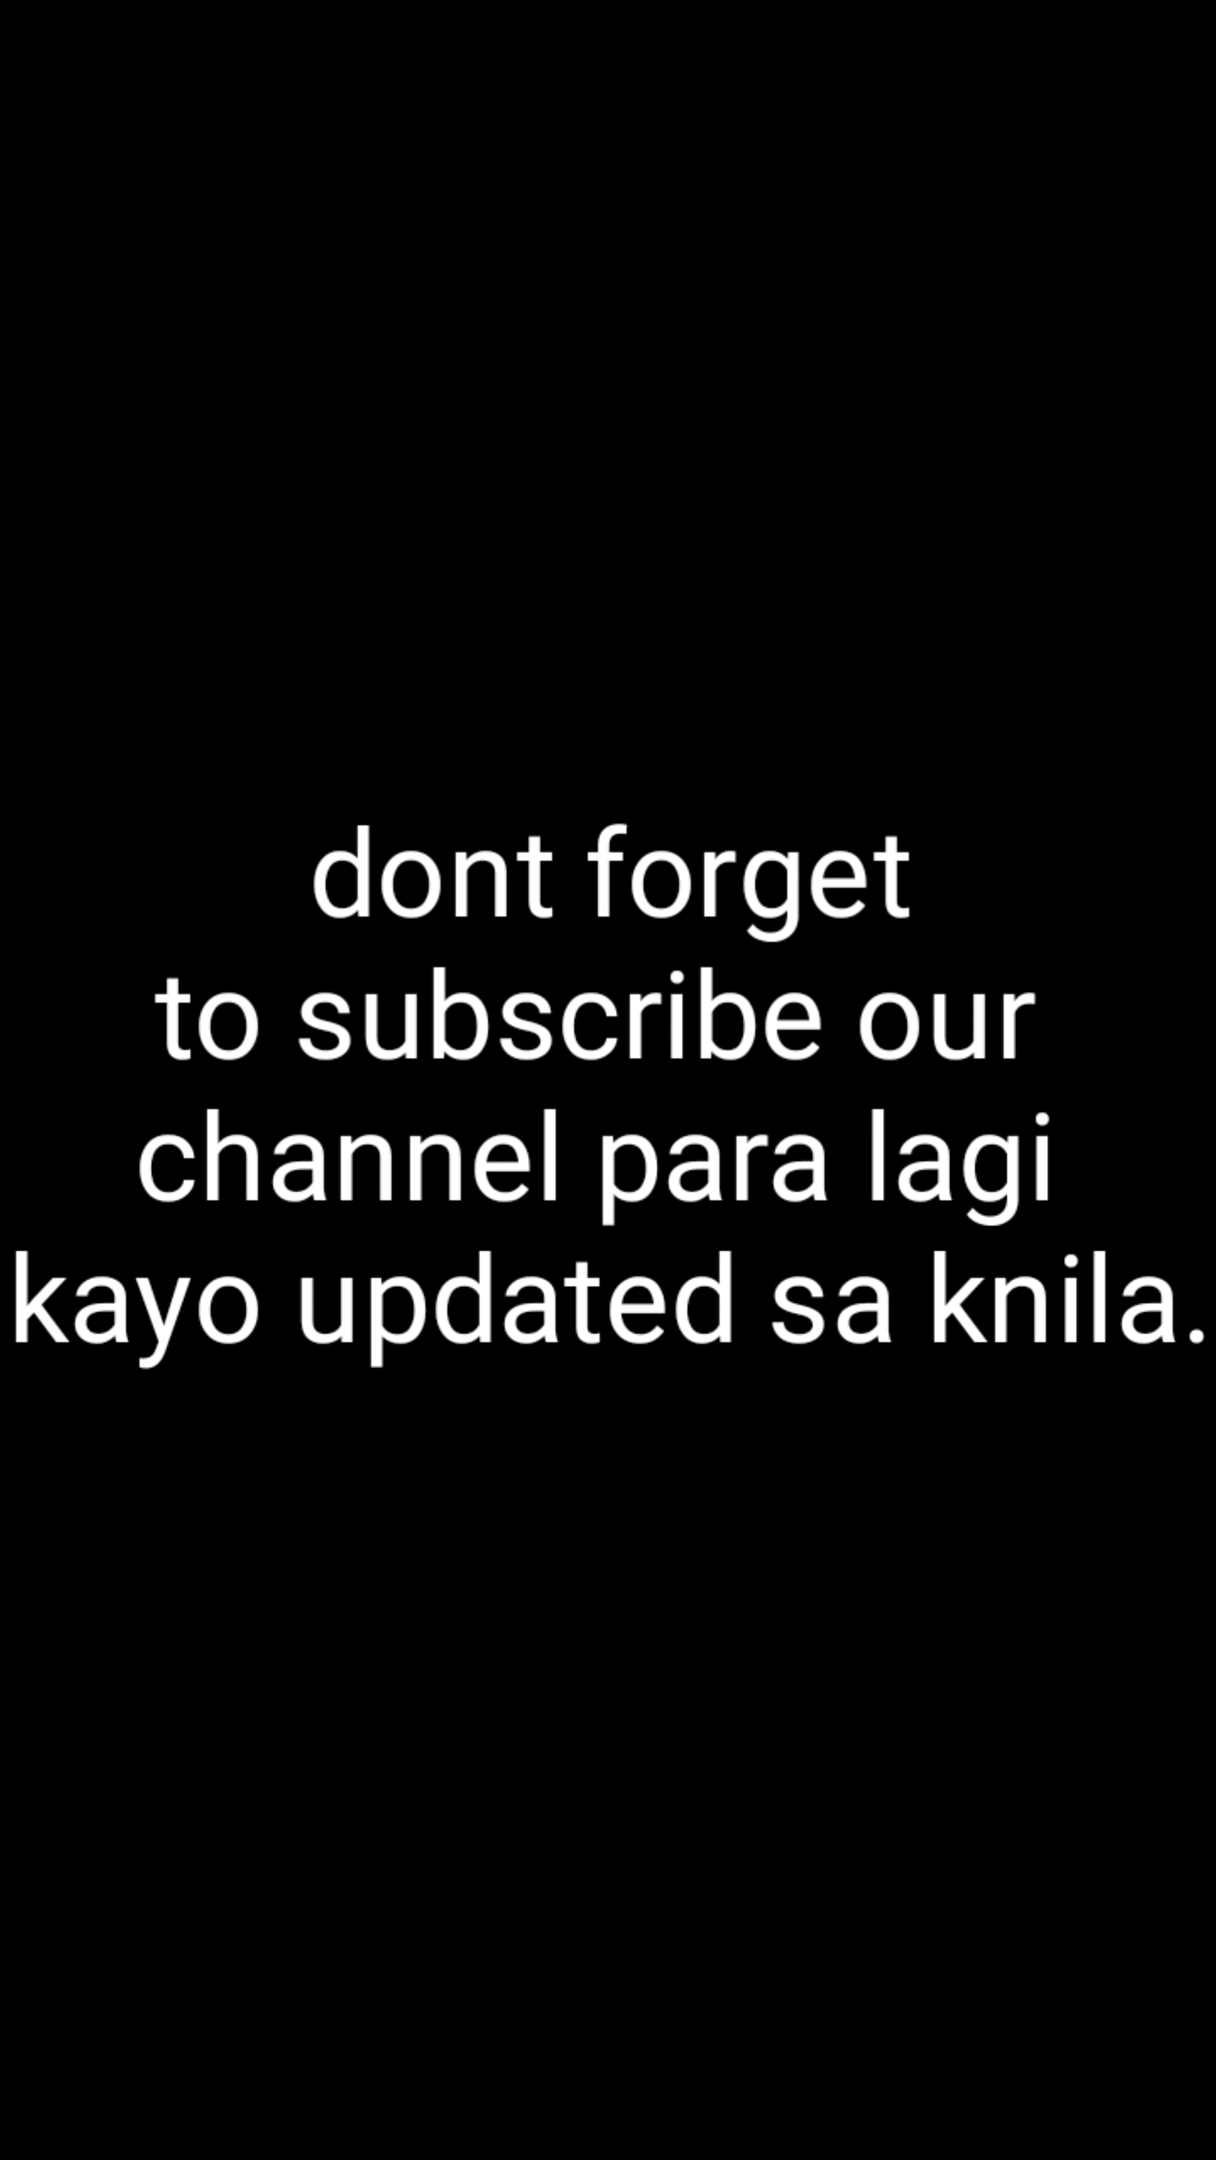 dont forget
to subscribe our
channel para lagi
kayo updated sa knila.